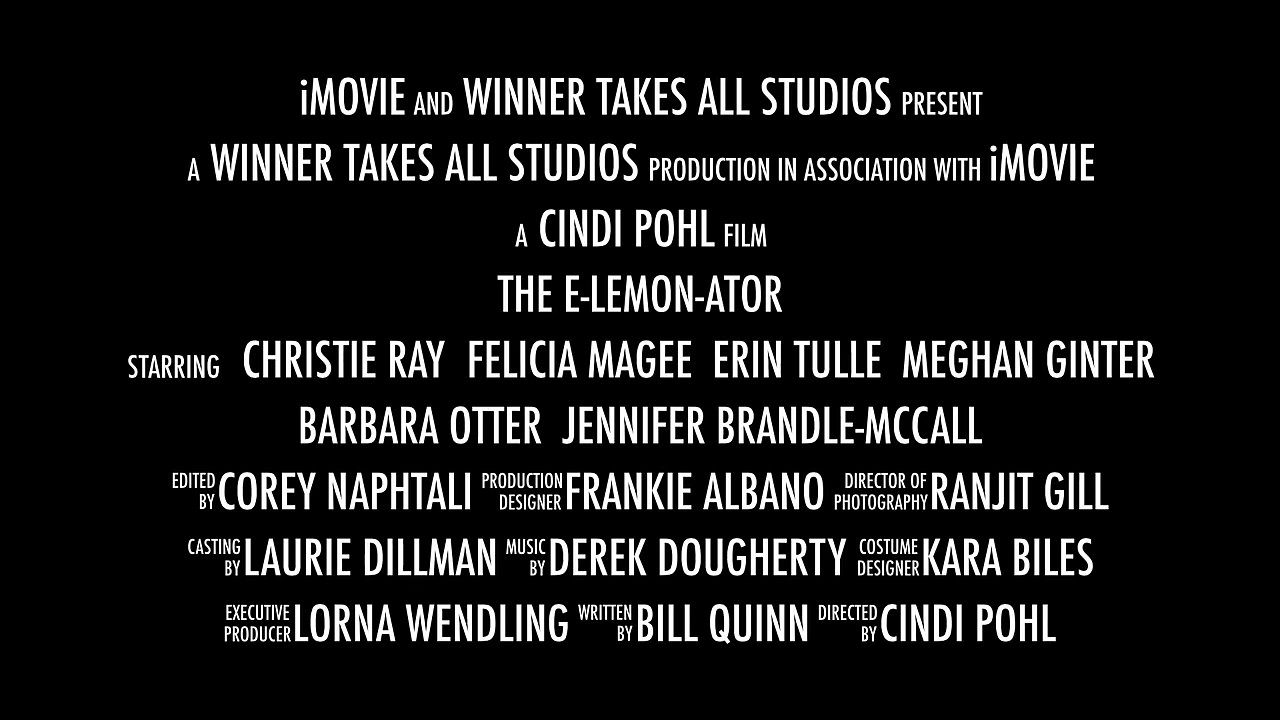 iMOVIE AND WINNER TAKES ALL STUDIOS PRESENT
A WINNER TAKES ALL STUDIOS PRODUCTION IN ASSOCIATION WITH iMOVIE
A CINDI POHL FILM
THE E-LEMON-ATOR
STARRING CHRISTIE RAY FELICIA MAGEE ERIN TULLE MEGHAN GINTER
BARBARA OTTER JENNIFER BRANDLE-MCCALL
EDITED BY COREY NAPHTALI PRODUCTION DESIGNER FRANKIE ALBANO DIRECTOR OF PHOTOGRAPHY RANJIT GILL
CASTING BY LAURIE DILLMAN MUSIC BY DEREK DOUGHERTY COSTUME DESIGNER KARA BILES
EXECUTIVE PRODUCER LORNA WENDLING WRITTEN BY BILL QUINN DIRECTED BY CINDI POHL